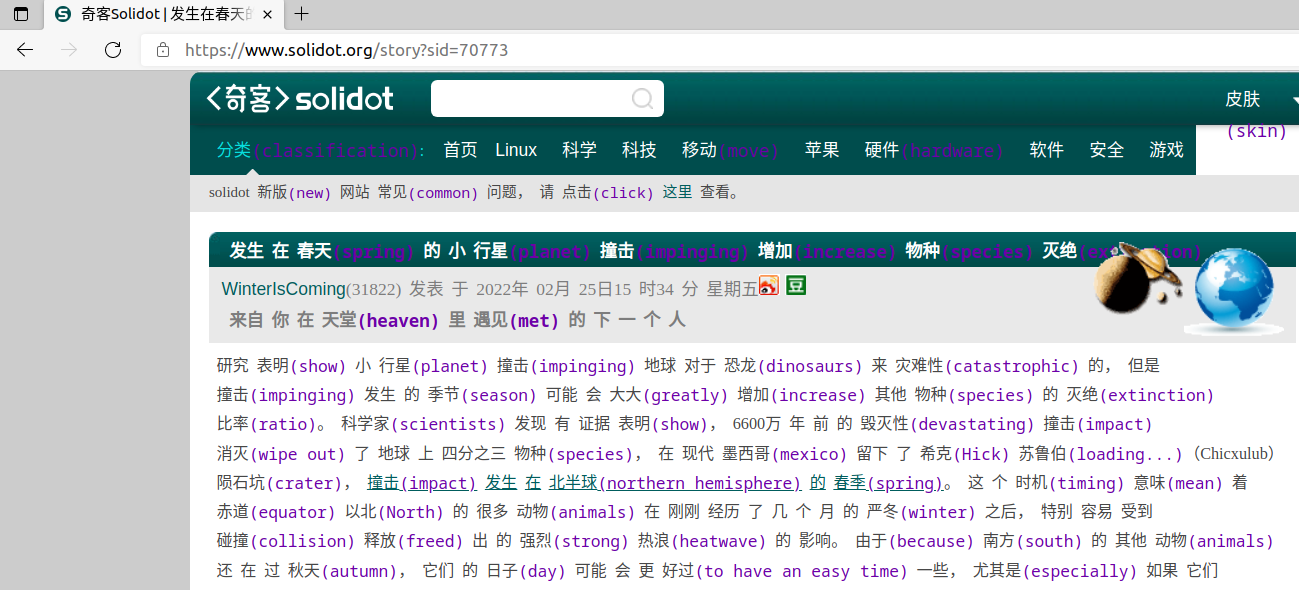 奇客Solidot | 发生在春天的
https://www.solidot.org/story?sid=70773
<奇客>solidot
皮肤(skin)
分类(classification): 首页 Linux 科学 科技 移动(move) 苹果 硬件(hardware) 软件 安全 游戏
solidot 新版(new) 网站 常见(common) 问题， 请 点击(click) 这里 查看。
发生 在 春天(spring) 的 小 行星(planet) 撞击(impinging) 增加(increase) 物种(species) 灭绝(extinction)
WinterIsComing(31822) 发表 于 2022年 02月 25日15 时34 分 星期五 豆
来自 你 在 天堂(heaven) 里 遇见(met) 的 下 一 个 人
研究 表明(show) 小 行星(planet) 撞击(impinging) 地球 对于 恐龙(dinosaurs) 来 灾难性(catastrophic) 的， 但是
撞击(impinging) 发生 的 季节(season) 可能 会 大大(greatly) 增加(increase) 其他 物种(species) 的 灭绝(extinction)
比率(ratio)。 科学家(scientists) 发现 有 证据 表明(show)， 6600万 年 前 的 毁灭性(devastating) 撞击(impact)
消灭(wipe out) 了 地球 上 四分之三 物种(species)， 在 现代 墨西哥(mexico) 留下 了 希克(Hick) 苏鲁伯(loading...)（Chicxulub）
陨石坑(crater)， 撞击(impact) 发生 在 北半球(northern hemisphere) 的 春季(spring)。 这 个 时机(timing) 意味(mean) 着
赤道(equator) 以北(North) 的 很多 动物(animals) 在 刚刚 经历 了 几 个 月 的 严冬(winter) 之后， 特别 容易 受到
碰撞(collision) 释放(freed) 出 的 强烈(strong) 热浪(heatwave) 的 影响。 由于(because) 南方(south) 的 其他 动物(animals)
还 在 过 秋天(autumn)， 它们 的 日子(day) 可能 会 更 好过(to have an easy time) 一些， 尤其是(especially) 如果 它们